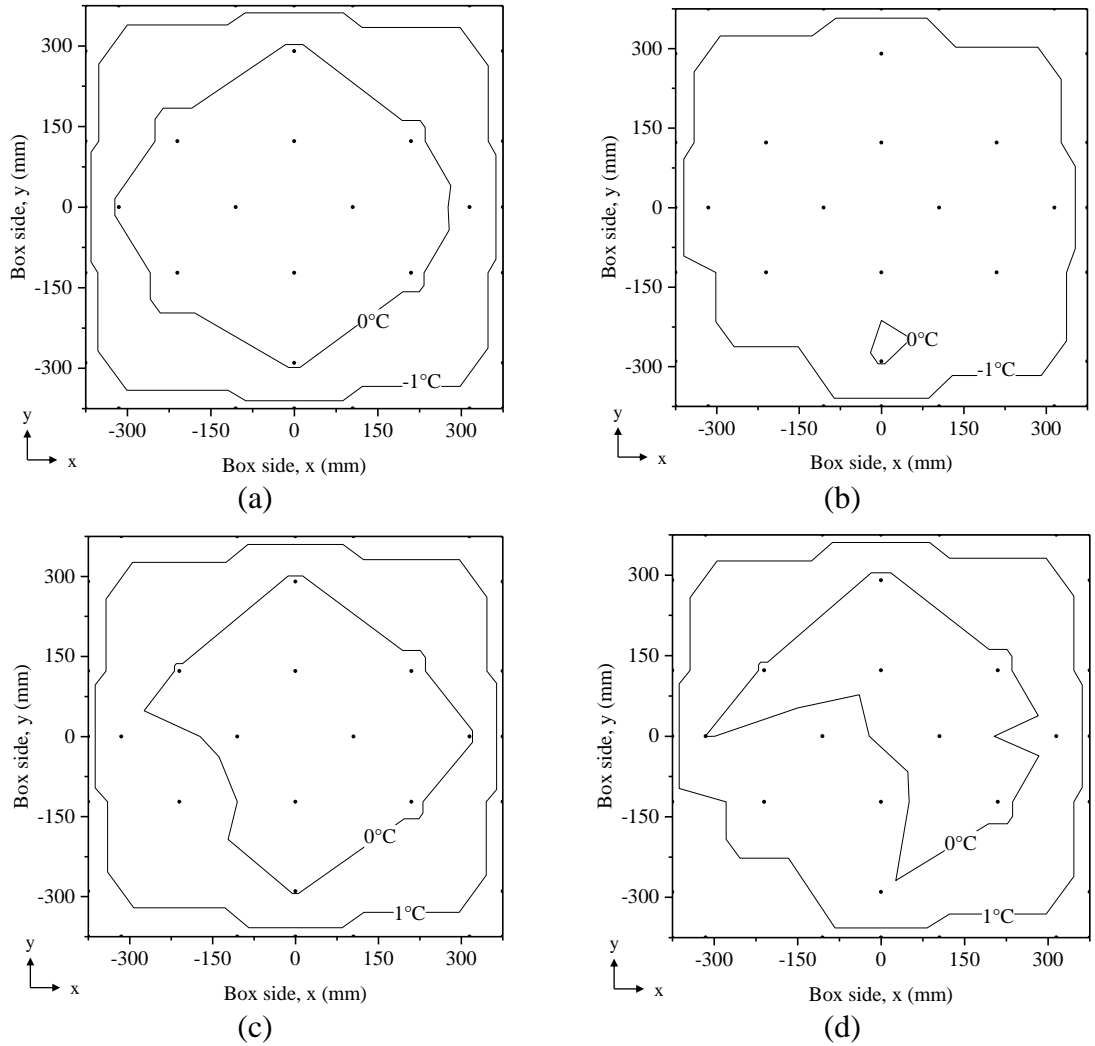 300
150
0
-150
-300
Box side, y (mm)
0°C
-1°C
-300 -150 0 150 300
Box side, x (mm)
y
x
(a)
300
150
0
-150
-300
Box side, y (mm)
0°C
-1°C
-300 -150 0 150 300
Box side, x (mm)
y
x
(b)
300
150
0
-150
-300
Box side, y (mm)
0°C
1°C
-300 -150 0 150 300
Box side, x (mm)
y
x
(c)
300
150
0
-150
-300
Box side, y (mm)
0°C
1°C
-300 -150 0 150 300
Box side, x (mm)
y
x
(d)